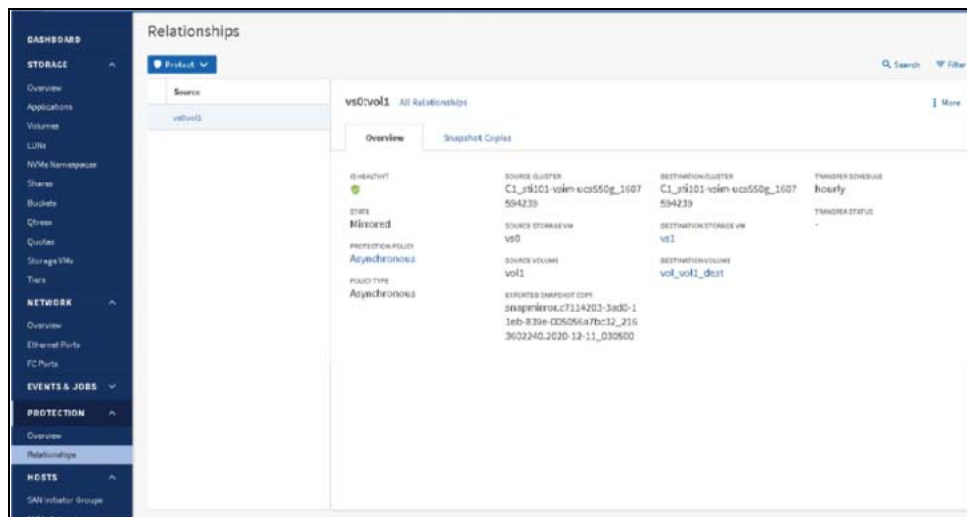 Relationships
DASHBOARD
STORAGE
Overview
Applications
Volumes
LUNs
NVMe Namespaces
Shares
Buckets
Qtrees
Quotas
Storage VMs
Tiers
NETWORK
Overview
Ethernet Ports
FC Ports
EVENTS & JOBS
PROTECTION
Overview
Relationships
HOSTS
SAN Initiator Groups
Protect
Search Filter
Source
vs0:vol1
vs0:vol1 All Relationships
More
Overview Snapshot Copies
IS HEALTHY?
STATE
Mirrored
PROTECTION POLICY
Asynchronous
POLICY TYPE
Asynchronous
SOURCE CLUSTER
C1_sti101-vsim-ucs550g_1607
594239
SOURCE STORAGE VM
vs0
SOURCE VOLUME
vol1
EXPORTED SNAPSHOT COPY
snapmirror.c7114203-3ad0-1
1eb-839e-005056a7bc32_216
3602240.2020-12-11_030500
DESTINATION CLUSTER
C1_sti101-vsim-ucs550g_1607
594239
DESTINATION STORAGE VM
vs1
DESTINATION VOLUME
vol_vol1_dest
TRANSFER SCHEDULE
hourly
TRANSFER STATUS
-